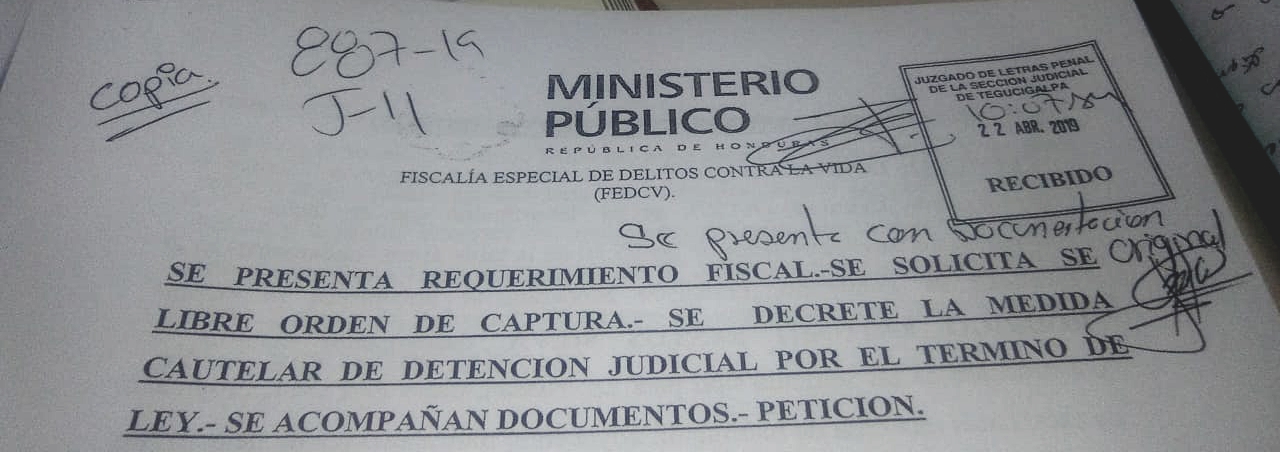 copia.
887-19
J-11
MINISTERIO
PÚBLICO
REPÚBLICA DE HONDURAS
FISCALÍA ESPECIAL DE DELITOS CONTRA LA VIDA
(FEDCV).
JUZGADO DE LETRAS PENAL
DE LA SECCIÓN JUDICIAL
DE TEGUCIGALPA
22 ABR. 2019
RECIBIDO
Se presenta con Documentacion
Original
SE PRESENTA REQUERIMIENTO FISCAL.-SE SOLICITA SE
LIBRE ORDEN DE CAPTURA.- SE DECRETE LA MEDIDA
CAUTELAR DE DETENCION JUDICIAL POR EL TERMINO DE
LEY.- SE ACOMPAÑAN DOCUMENTOS.- PETICION.